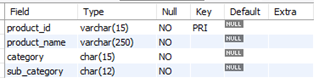 Field Type Null Key Default Extra
product_id varchar(15) NO PRI NULL
product_name varchar(250) NO NULL
category char(15) NO NULL
sub_category char(12) NO NULL